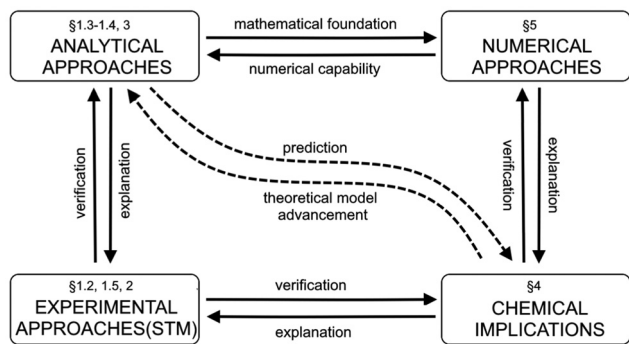 §1.3-1.4, 3
ANALYTICAL
APPROACHES
mathematical foundation
numerical capability
§5
NUMERICAL
APPROACHES
verification
explanation
prediction
theoretical model
advancement
verification
explanation
§1.2, 1.5, 2
EXPERIMENTAL
APPROACHES(STM)
verification
explanation
§4
CHEMICAL
IMPLICATIONS